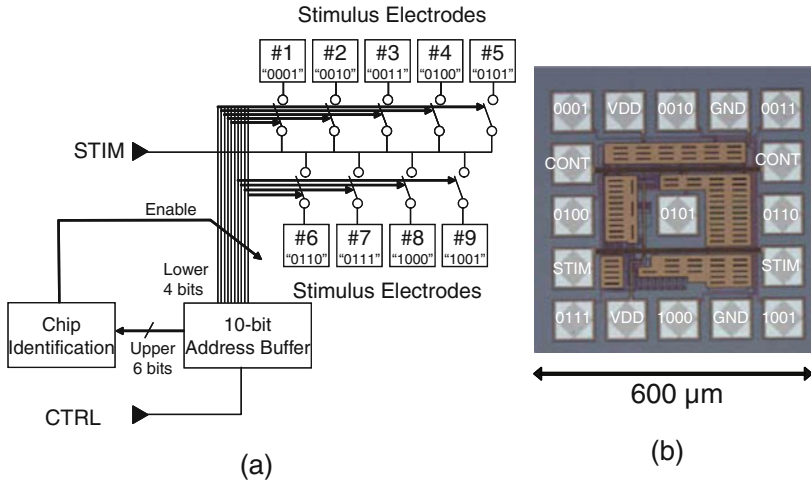 Stimulus Electrodes
#1 #2 #3 #4 #5
“0001” “0010” “0011” “0100” “0101”
STIM
Enable
#6 #7 #8 #9
“0110” “0111” “1000” “1001”
Lower
4 bits
Stimulus Electrodes
Chip
Identification
Upper
6 bits
10-bit
Address Buffer
CTRL
(a)
0001 VDD 0010 GND 0011
CONT CONT
0100 0101 0110
STIM STIM
0111 VDD 1000 GND 1001
600 µm
(b)